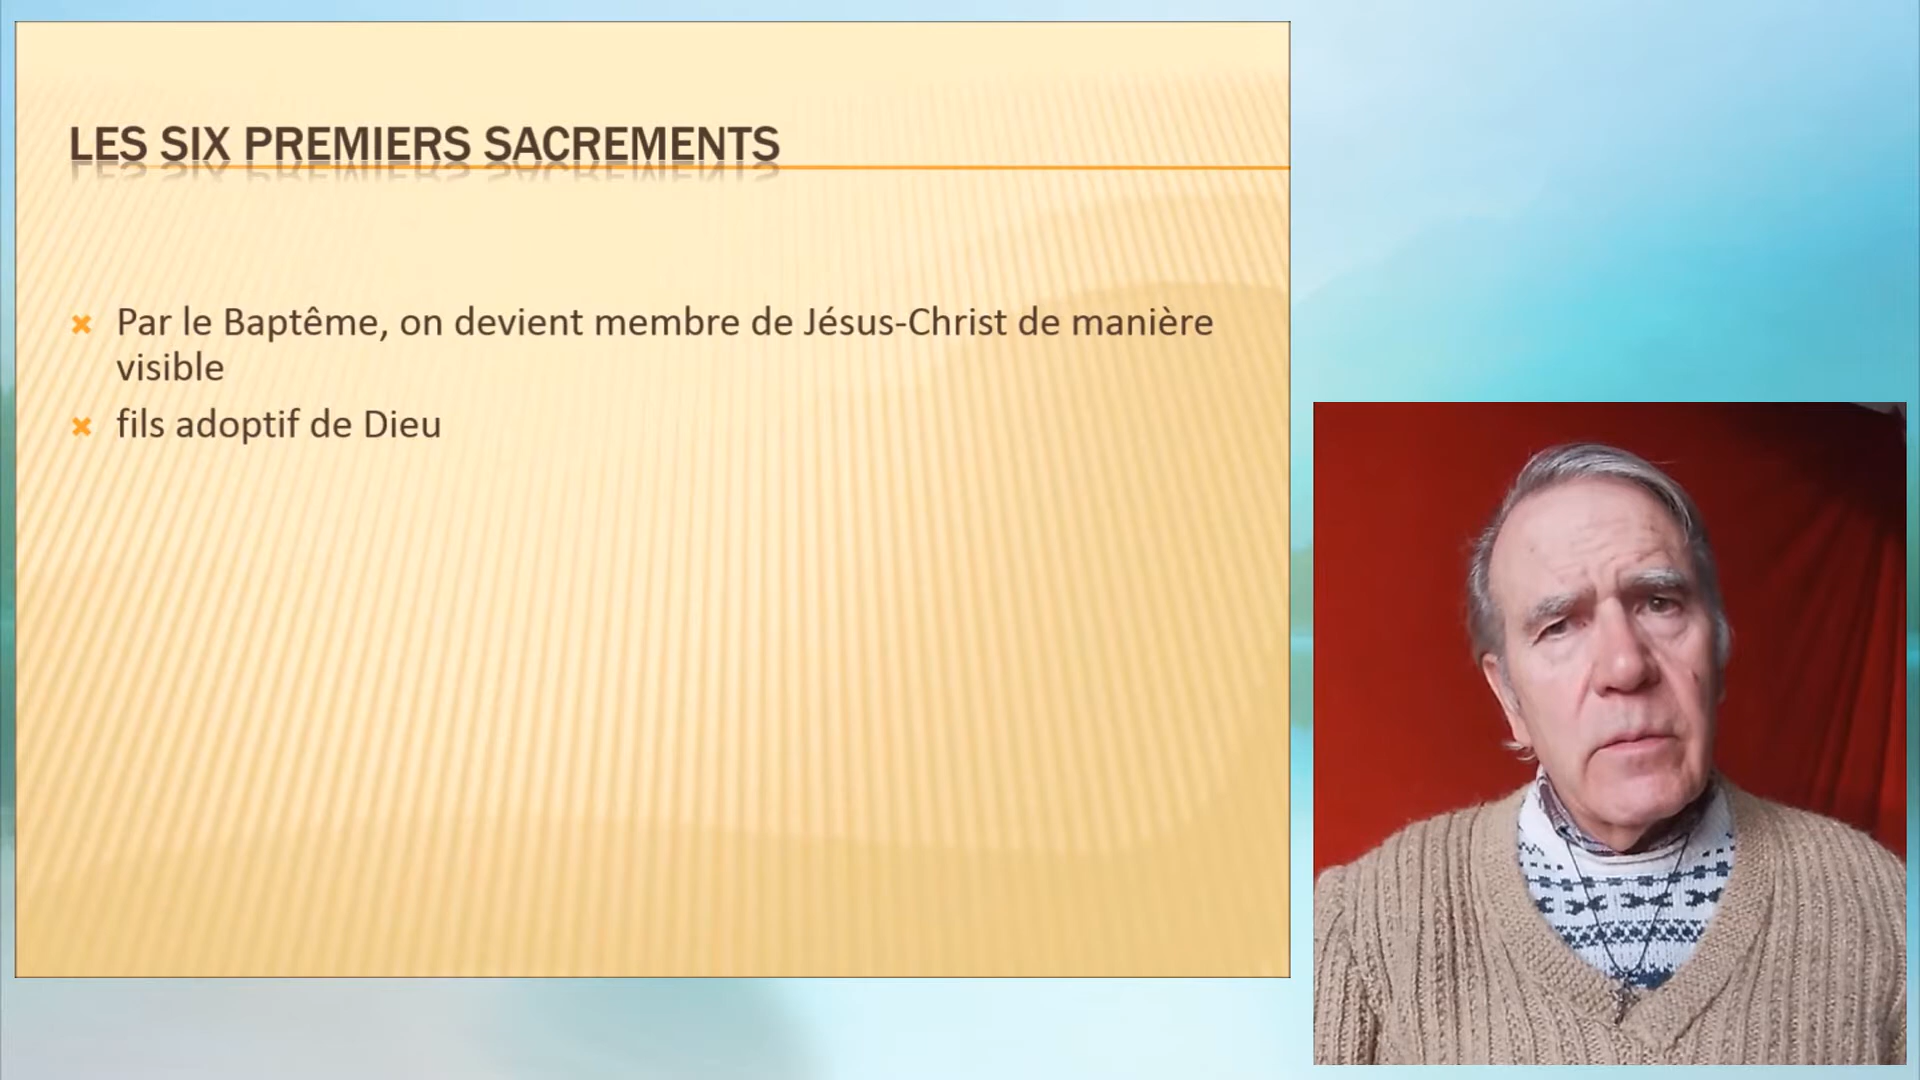 LES SIX PREMIERS SACREMENTS
Par le Baptême, on devient membre de Jésus-Christ de manière
visible
fils adoptif de Dieu